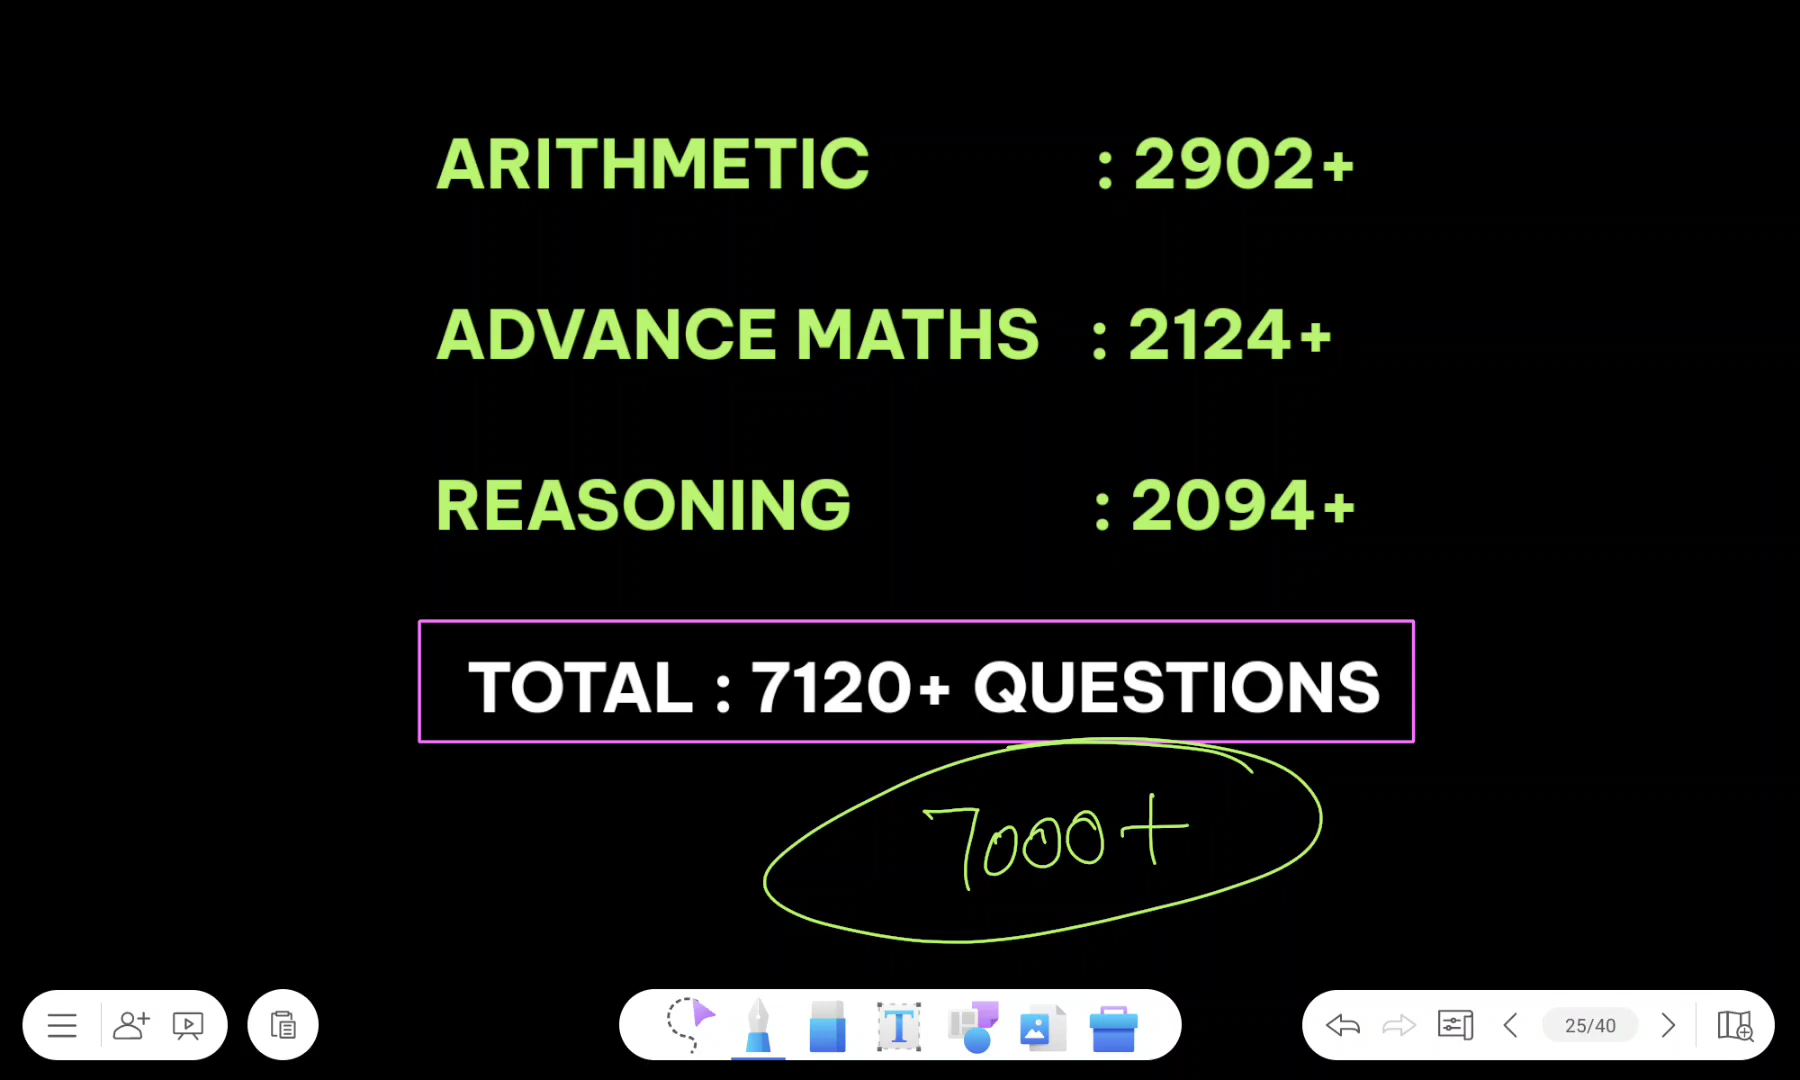 ARITHMETIC : 2902+
ADVANCE MATHS : 2124+
REASONING : 2094+
TOTAL : 7120+ QUESTIONS
7000+
T
25/40